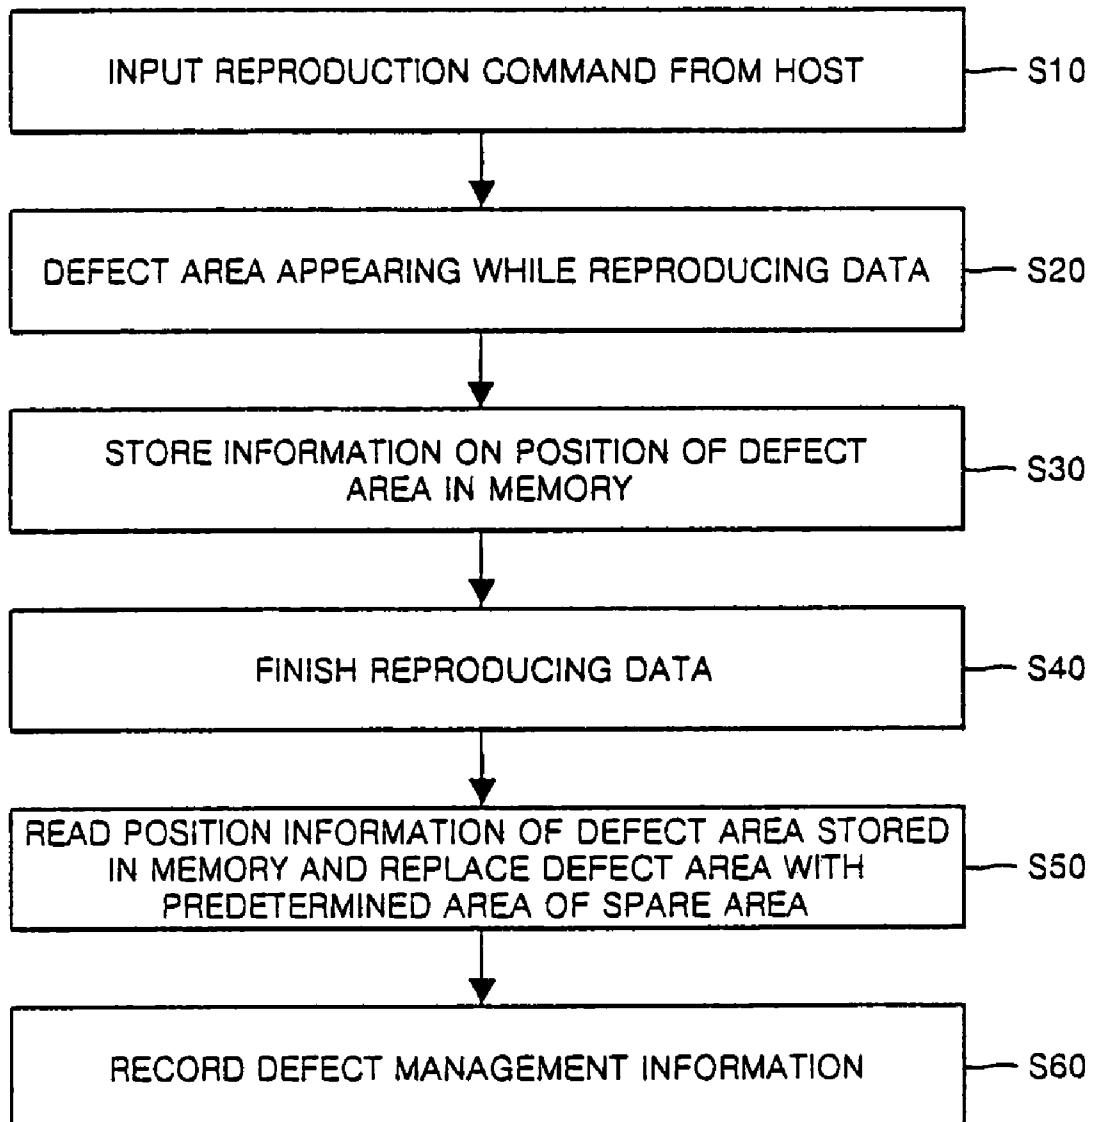 INPUT REPRODUCTION COMMAND FROM HOST
S10
DEFECT AREA APPEARING WHILE REPRODUCING DATA
S20
STORE INFORMATION ON POSITION OF DEFECT
AREA IN MEMORY
S30
FINISH REPRODUCING DATA
S40
READ POSITION INFORMATION OF DEFECT AREA STORED
IN MEMORY AND REPLACE DEFECT AREA WITH
PREDETERMINED AREA OF SPARE AREA
S50
RECORD DEFECT MANAGEMENT INFORMATION
S60